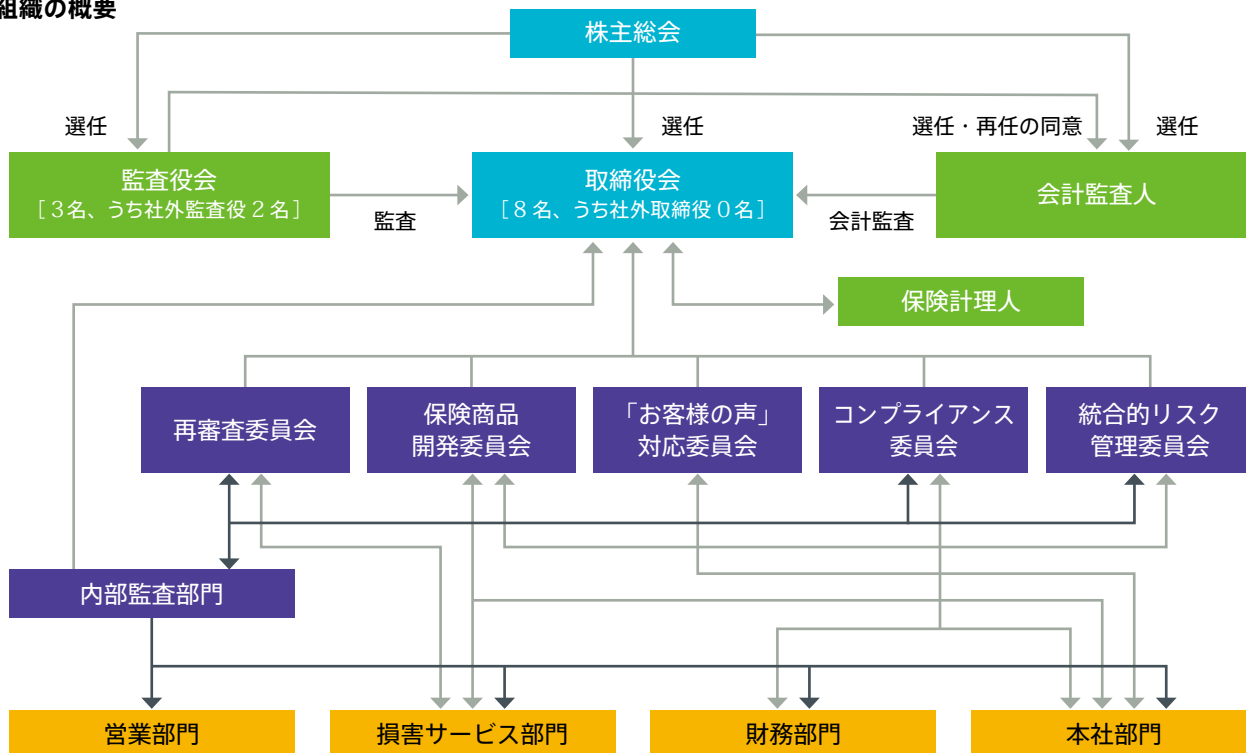 組織の概要
株主総会
選任
選任
選任・再任の同意
選任
監査役会
[3名、うち社外監査役2名]
監査
取締役会
[8名、うち社外取締役0名]
会計監査
会計監査人
保険計理人
再審査委員会
保険商品
開発委員会
「お客様の声」
対応委員会
コンプライアンス
委員会
統合的リスク
管理委員会
内部監査部門
営業部門
損害サービス部門
財務部門
本社部門